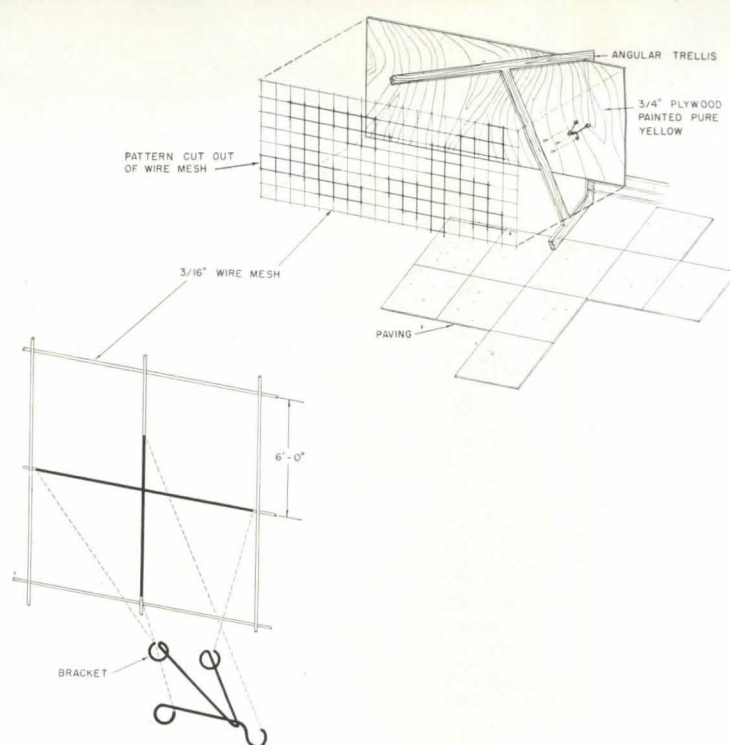 ANGULAR TRELLIS
3/4" PLYWOOD
PAINTED PURE
YELLOW
PATTERN CUT OUT
OF WIRE MESH
3/16" WIRE MESH
PAVING
6'-0"
BRACKET